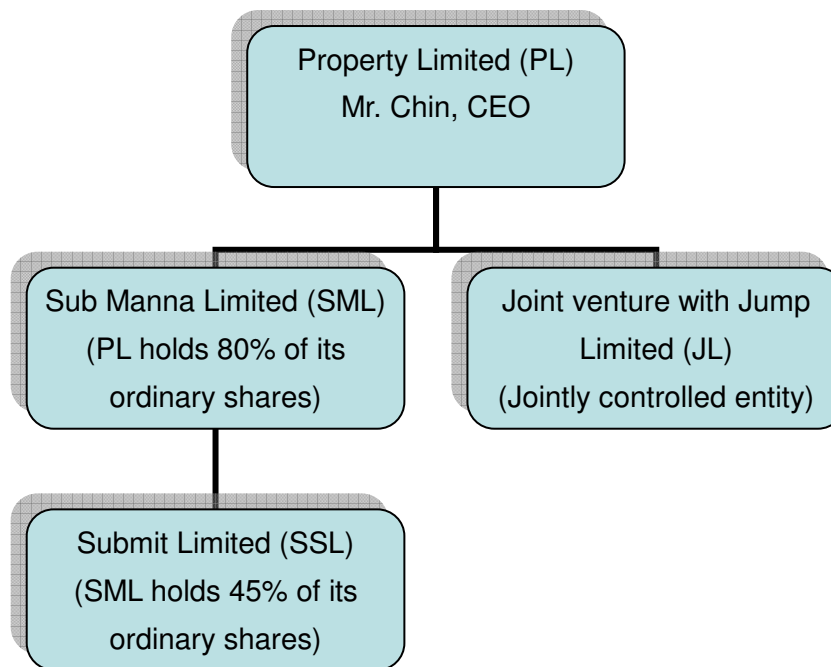 Property Limited (PL)
Mr. Chin, CEO
Sub Manna Limited (SML)
(PL holds 80% of its
ordinary shares)
Joint venture with Jump
Limited (JL)
(Jointly controlled entity)
Submit Limited (SSL)
(SML holds 45% of its
ordinary shares)